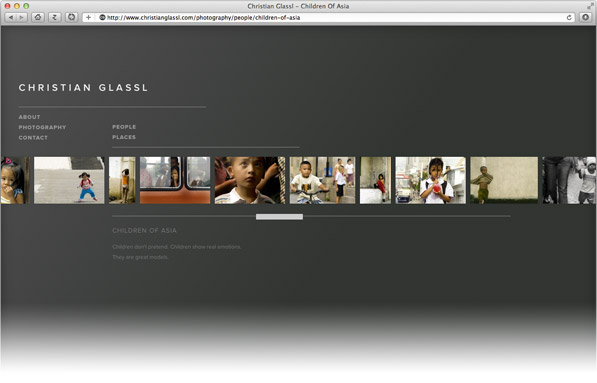 Christian Glassl – Children Of Asia
http://www.christianglassl.com/photography/people/children-of-asia
CHRISTIAN GLASSL
ABOUT
PHOTOGRAPHY
CONTACT
PEOPLE
PLACES
CHILDREN OF ASIA
Children don't pretend. Children show real emotions.
They are great models.